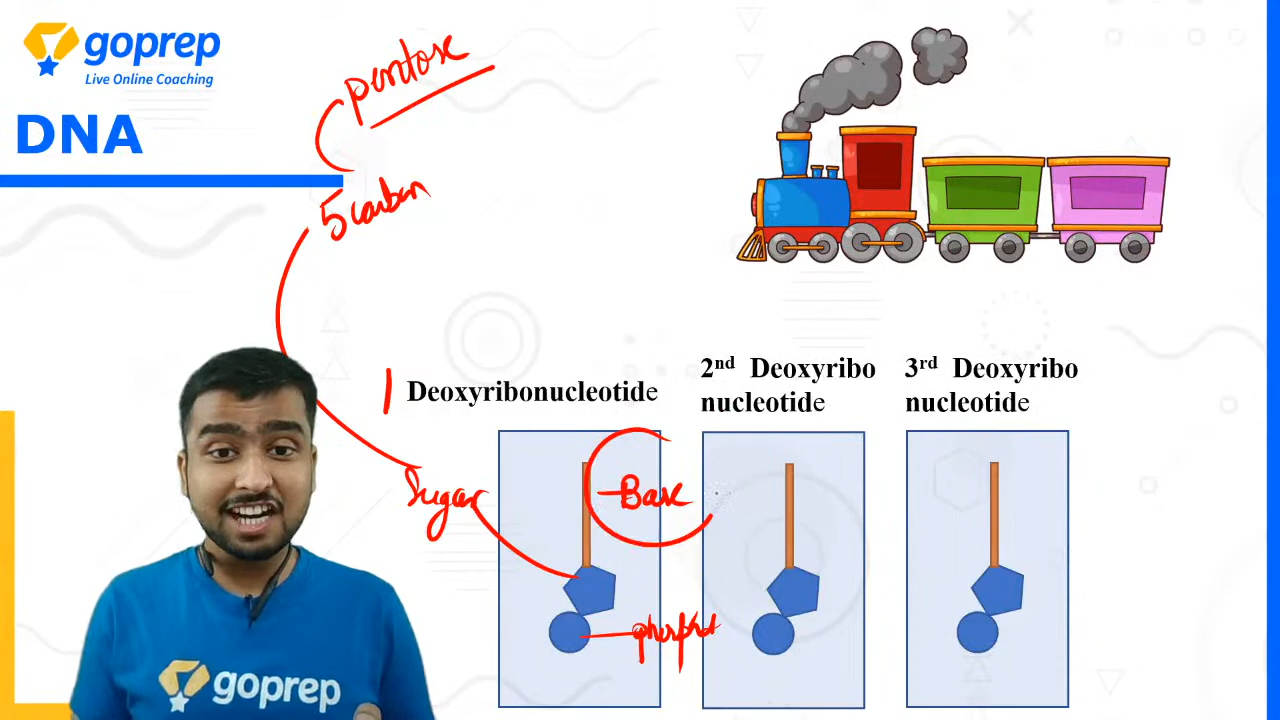 goprep
Live Online Coaching
DNA
pentose
5 carbon
1
Deoxyribonucleotide
2nd Deoxyribo
nucleotide
3rd Deoxyribo
nucleotide
Sugar
Base
goprep